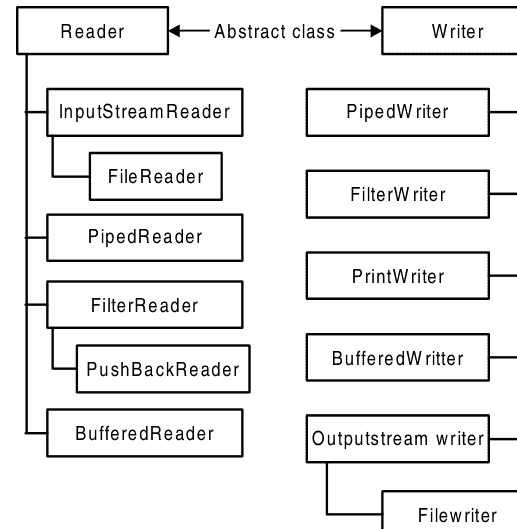 Reader
Abstract class
Writer
InputStreamReader
FileReader
PipedReader
FilterReader
PushBackReader
BufferedReader
PipedWriter
FilterWriter
PrintWriter
BufferedWritter
Outputstream writer
Filewriter